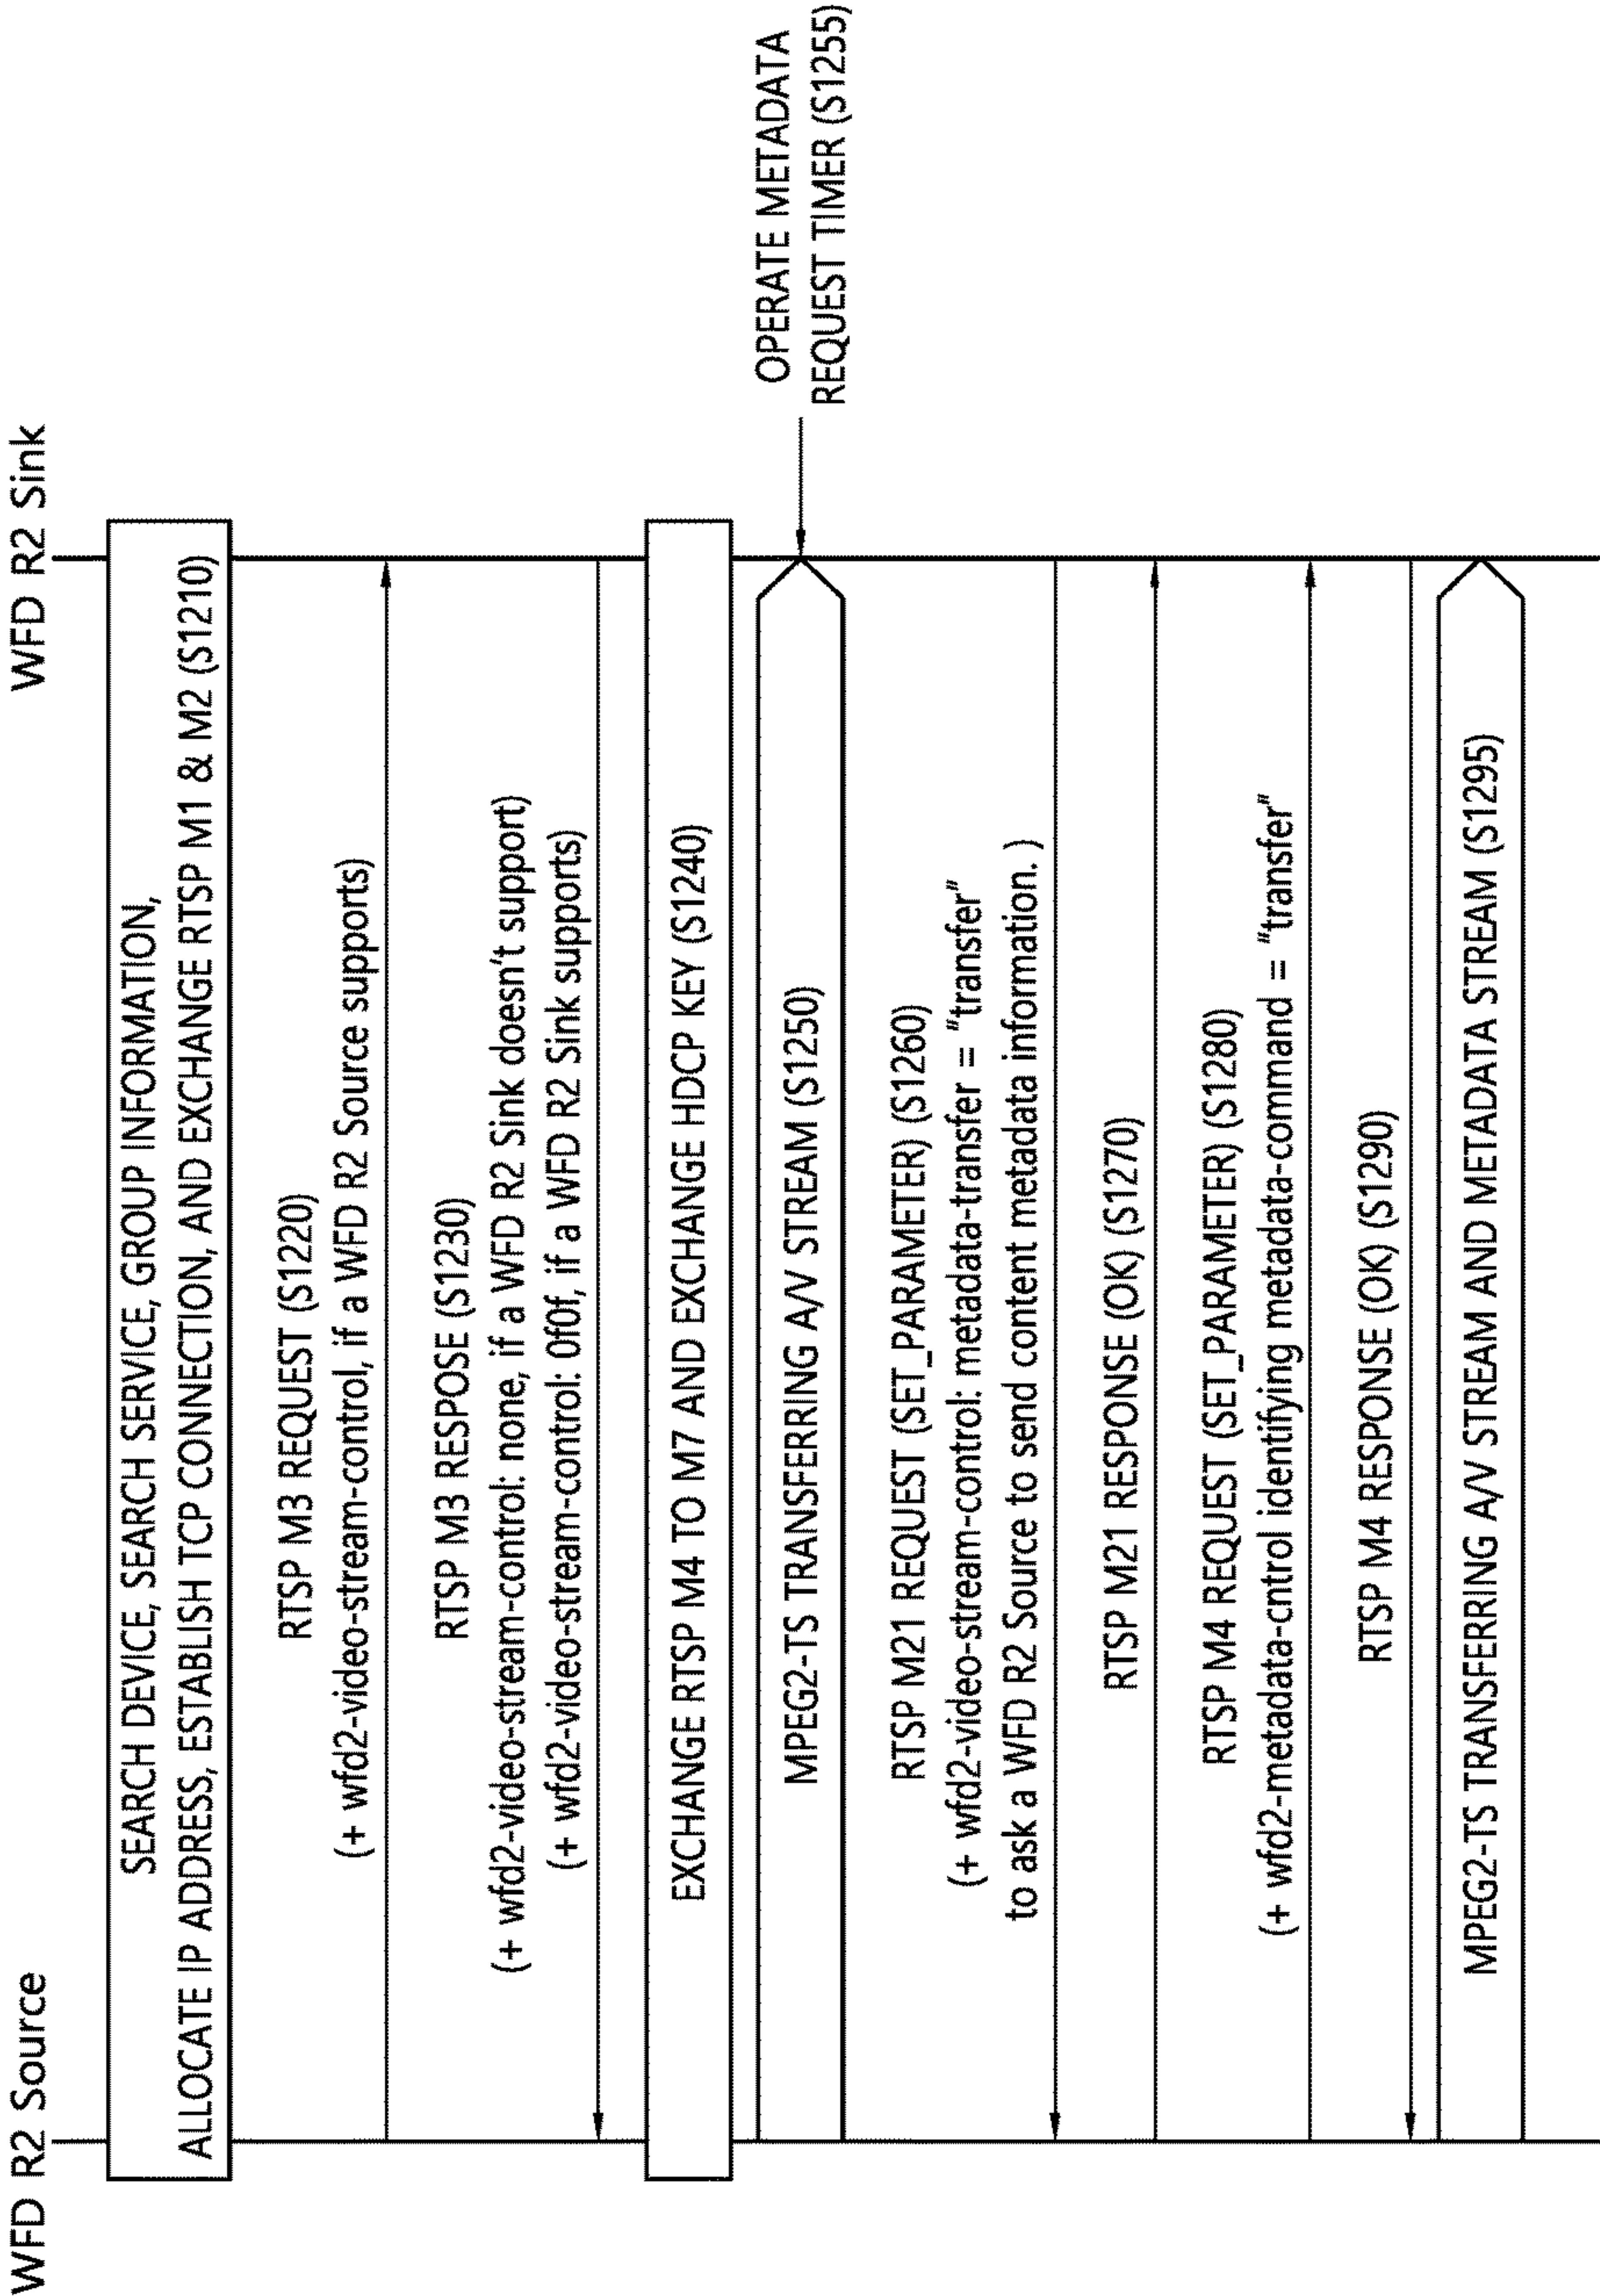 WFD R2 Source
WFD R2 Sink
SEARCH DEVICE, SEARCH SERVICE, GROUP INFORMATION,
ALLOCATE IP ADDRESS, ESTABLISH TCP CONNECTION, AND EXCHANGE RTSP M1 & M2 (S1210)
RTSP M3 REQUEST (S1220)
(+ wfd2-video-stream-control, if a WFD R2 Source supports)
RTSP M3 RESPOSE (S1230)
(+ wfd2-video-stream-control: none, if a WFD R2 Sink doesn't support)
(+ wfd2-video-stream-control: 0f0f, if a WFD R2 Sink supports)
EXCHANGE RTSP M4 TO M7 AND EXCHANGE HDCP KEY (S1240)
MPEG2-TS TRANSFERRING A/V STREAM (S1250)
OPERATE METADATA
REQUEST TIMER (S1255)
RTSP M21 REQUEST (SET_PARAMETER) (S1260)
(+ wfd2-video-stream-control: metadata-transfer = "transfer"
to ask a WFD R2 Source to send content metadata information. )
RTSP M21 RESPONSE (OK) (S1270)
RTSP M4 REQUEST (SET_PARAMETER) (S1280)
(+ wfd2-metadata-cntrol identifying metadata-command = "transfer"
RTSP M4 RESPONSE (OK) (S1290)
MPEG2-TS TRANSFERRING A/V STREAM AND METADATA STREAM (S1295)